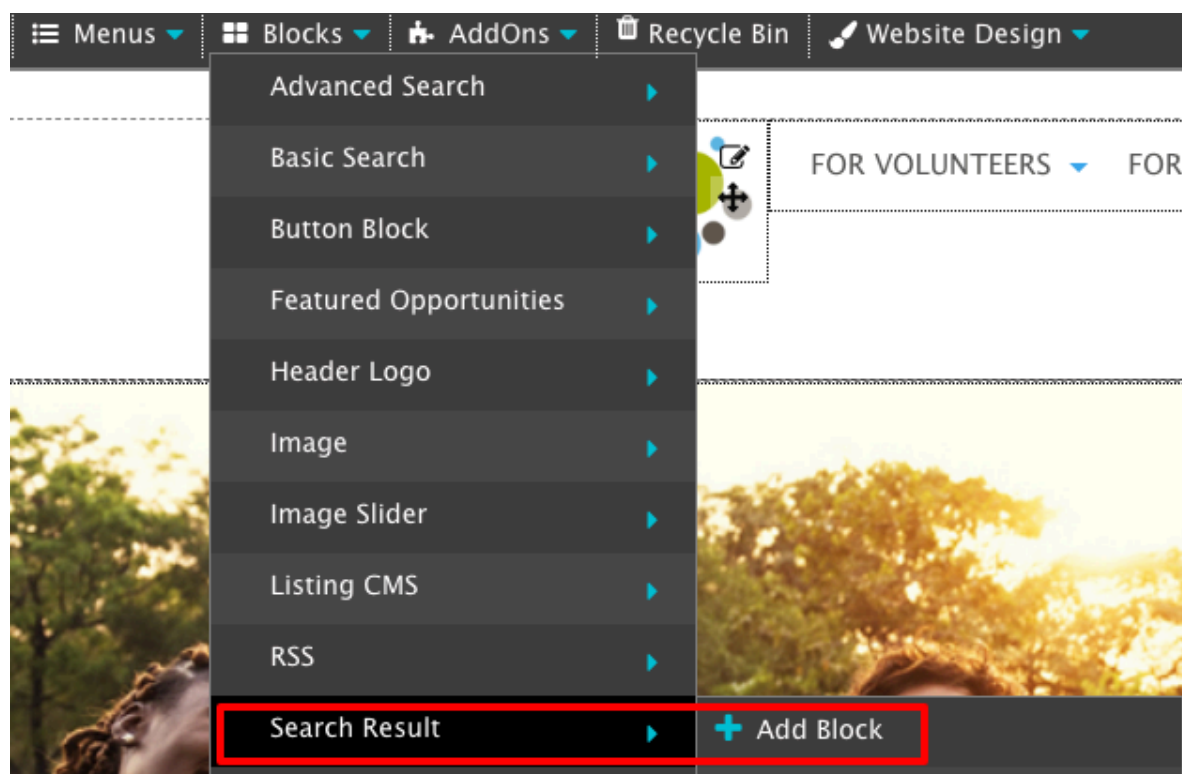 Menus Blocks AddOns Recycle Bin Website Design
Advanced Search
Basic Search
FOR VOLUNTEERS FOR
Button Block
Featured Opportunities
Header Logo
Image
Image Slider
Listing CMS
RSS
Search Result Add Block